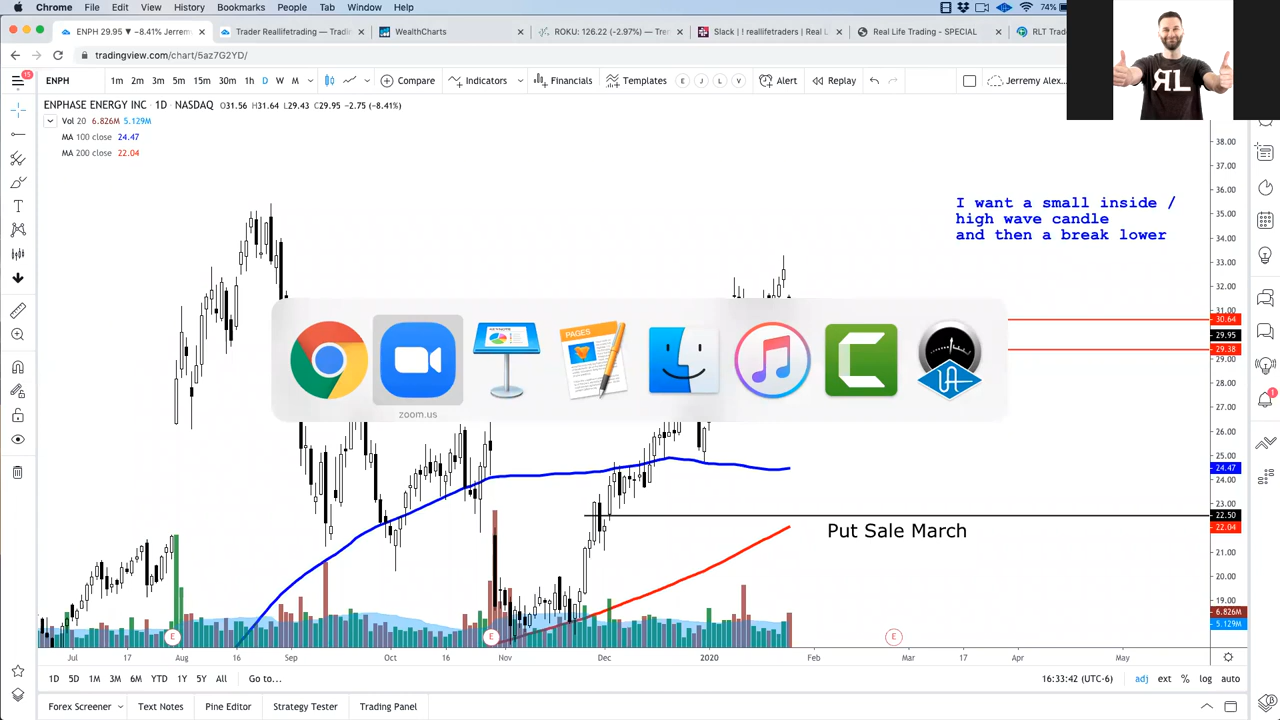 Chrome File Edit View History Bookmarks People Tab Window Help 74%
ENPH 29.95 ▼ −8.41% Jerrem
Trader Reallifetrading — Tradi
WealthCharts
ROKU: 126.22 (-2.97%) — Tre
Slack | ! reallifetraders | Real L
Real Life Trading - SPECIAL
RLT Trad
tradingview.com/chart/5az7G2YD/
15
ENPH 1m 2m 3m 5m 15m 30m 1h D W M Compare Indicators Financials Templates E J L V Alert Replay Jeremy Alex...
ENPHASE ENERGY INC · 1D · NASDAQ O31.56 H31.64 L29.43 C29.95 −2.75 (−8.41%)
Vol 20 6.826M 5.129M
MA 100 close 24.47
MA 200 close 22.04
RL
I want a small inside /
high wave candle
and then a break lower
38.00
37.00
36.00
35.00
34.00
33.00
32.00
31.00
30.64
29.95
29.38
29.00
28.00
27.00
26.00
25.00
24.47
24.00
23.00
22.50
22.04
21.00
20.00
19.00
6.826M
5.129M
KEYNOTE
PAGES
zoom.us
Put Sale March
1
E E E
Jul 17 Aug 16 Sep Oct 16 Nov Dec 2020 Feb Mar 17 Apr May
1D 5D 1M 3M 6M YTD 1Y 5Y All Go to... 16:33:42 (UTC-6) adj ext % log auto
Forex Screener Text Notes Pine Editor Strategy Tester Trading Panel